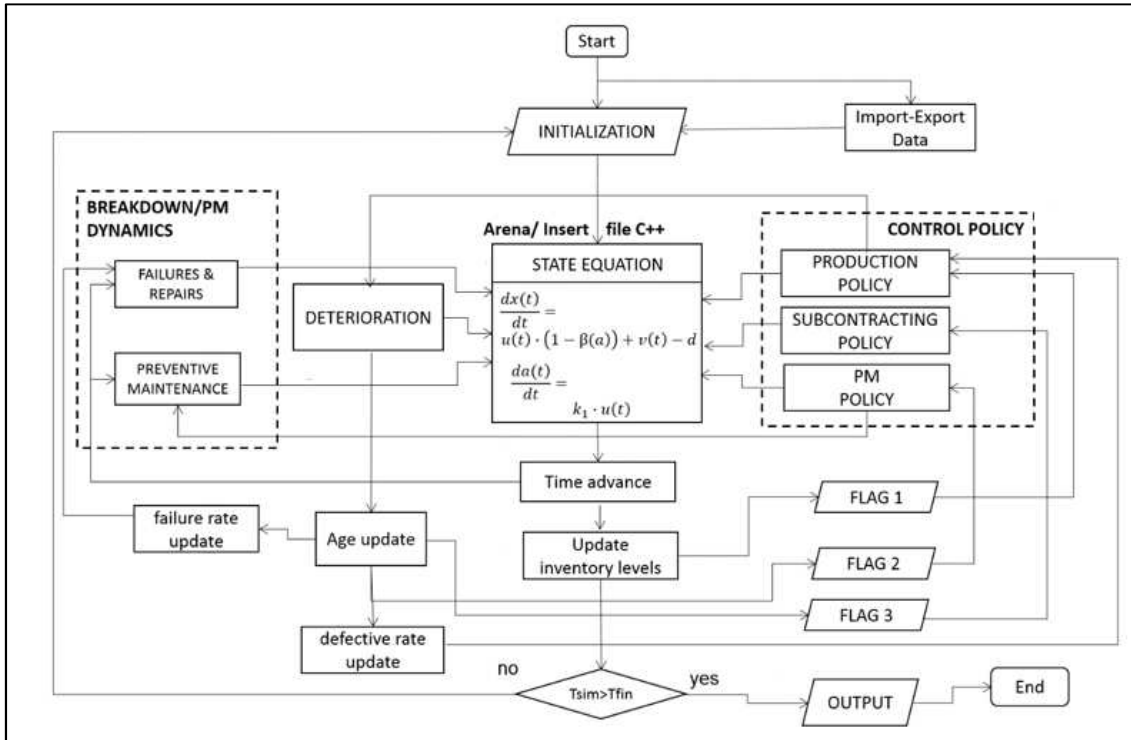 Start
INITIALIZATION
Import-Export
Data
BREAKDOWN/PM
DYNAMICS
FAILURES &
REPAIRS
PREVENTIVE
MAINTENANCE
DETERIORATION
Arena/ Insert file C++
STATE EQUATION
dx(t)
dt =
u(t) · (1 − β(a)) + v(t) − d
da(t)
dt =
k₁ · u(t)
CONTROL POLICY
PRODUCTION
POLICY
SUBCONTRACTING
POLICY
PM
POLICY
Time advance
failure rate
update
Age update
Update
inventory levels
FLAG 1
FLAG 2
FLAG 3
defective rate
update
no
Tsim>Tfin
yes
OUTPUT
End